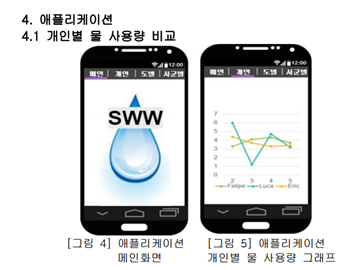 4. 애플리케이션
4.1 개인별 물 사용량 비교
12:00
메인 개인 도별 시군별
SWW
12:00
메인 개인 도별 시군별
7
6
5
4
3
2
1
0
2 3 4 5
Felipe Luca Eric
[그림 4] 애플리케이션
메인화면
[그림 5] 애플리케이션
개인별 물 사용량 그래프